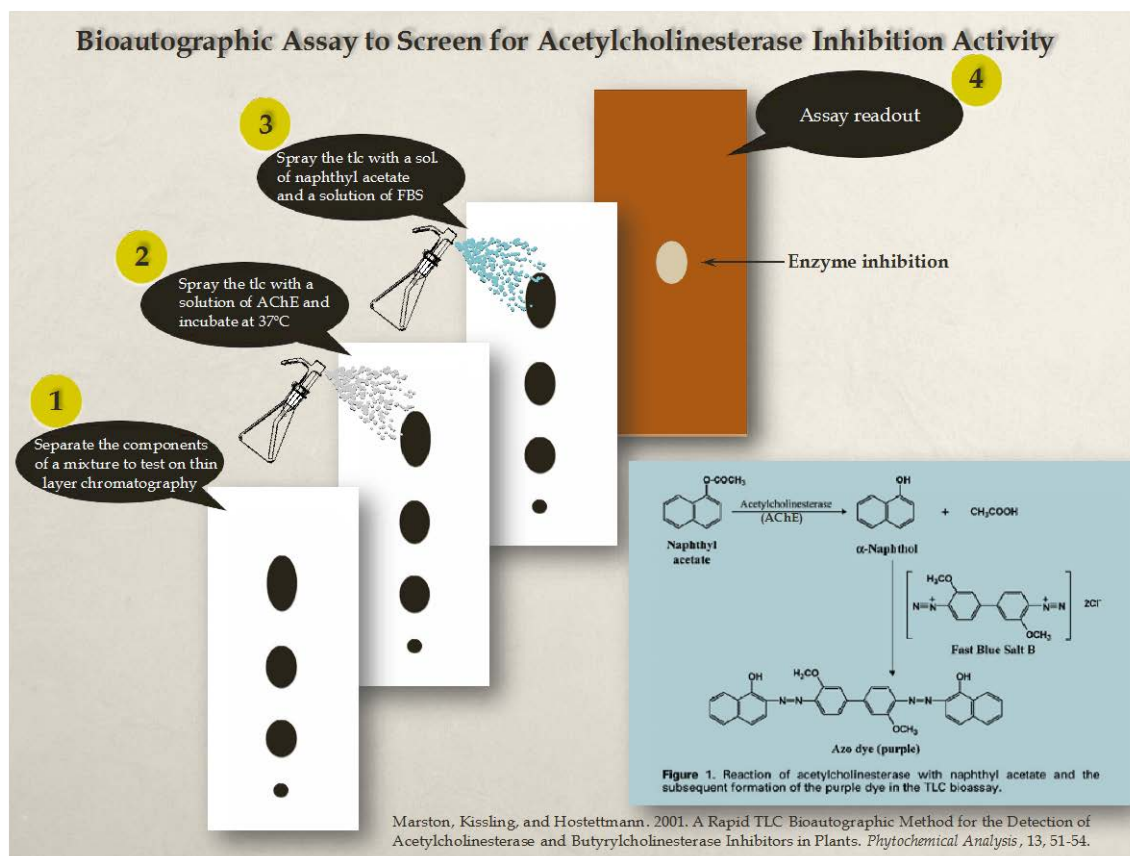 Bioautographic Assay to Screen for Acetylcholinesterase Inhibition Activity
1
Separate the components
of a mixture to test on thin
layer chromatography
2
Spray the tlc with a
solution of AChE and
incubate at 37ºC
3
Spray the tlc with a sol.
of naphthyl acetate
and a solution of FBS
4
Assay readout
Enzyme inhibition
O-COCH₃
Naphthyl
acetate
Acetylcholinesterase
(AChE)
OH
α-Naphthol
+
CH₃COOH
H₃CO
N≡N⁺
N⁺≡N
OCH₃
2Cl⁻
Fast Blue Salt B
OH
N=N
H₃CO
OCH₃
N=N
OH
Azo dye (purple)
Figure 1. Reaction of acetylcholinesterase with naphthyl acetate and the
subsequent formation of the purple dye in the TLC bioassay.
Marston, Kissling, and Hostettmann. 2001. A Rapid TLC Bioautographic Method for the Detection of
Acetylcholinesterase and Butyrylcholinesterase Inhibitors in Plants. Phytochemical Analysis, 13, 51-54.